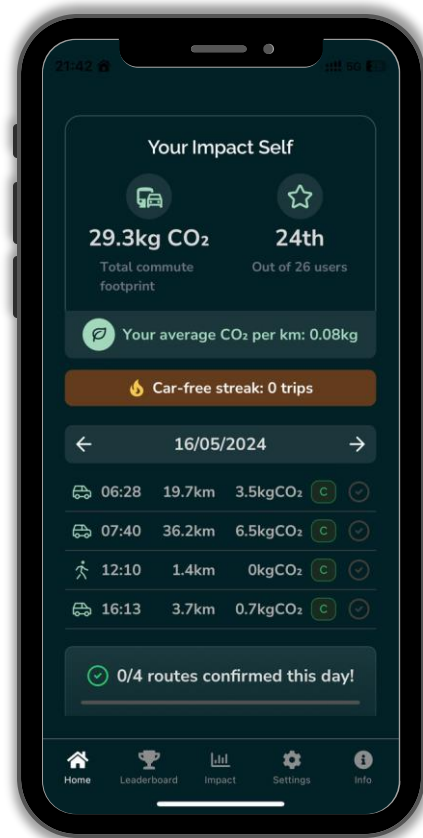 21:42
5G
Your Impact Self
29.3kg CO₂
24th
Total commute footprint
Out of 26 users
Your average CO₂ per km: 0.08kg
Car-free streak: 0 trips
16/05/2024
06:28 19.7km 3.5kgCO₂ C
07:40 36.2km 6.5kgCO₂ C
12:10 1.4km 0kgCO₂ C
16:13 3.7km 0.7kgCO₂ C
0/4 routes confirmed this day!
Home Leaderboard Impact Settings Info